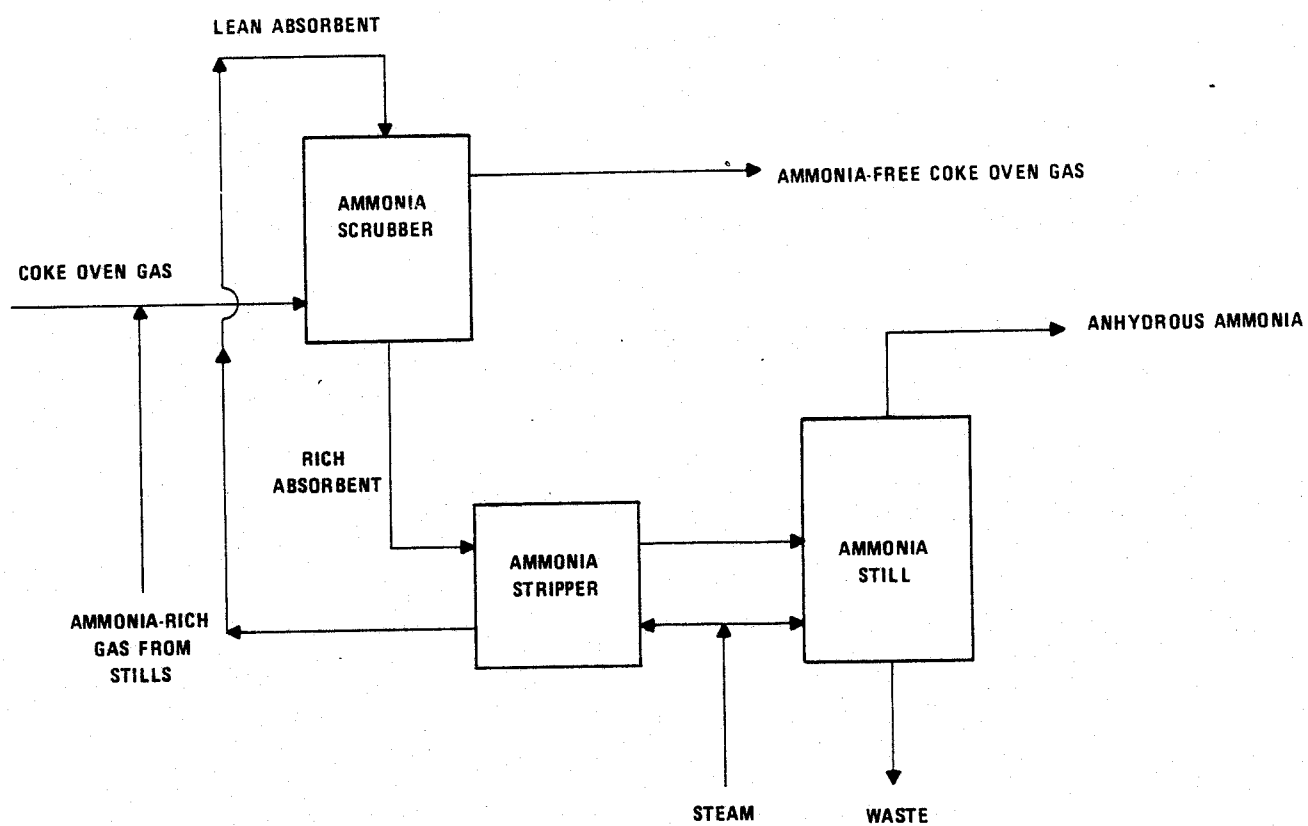 LEAN ABSORBENT
AMMONIA
SCRUBBER
AMMONIA-FREE COKE OVEN GAS
COKE OVEN GAS
ANHYDROUS AMMONIA
RICH
ABSORBENT
AMMONIA
STRIPPER
AMMONIA
STILL
AMMONIA-RICH
GAS FROM
STILLS
STEAM
WASTE